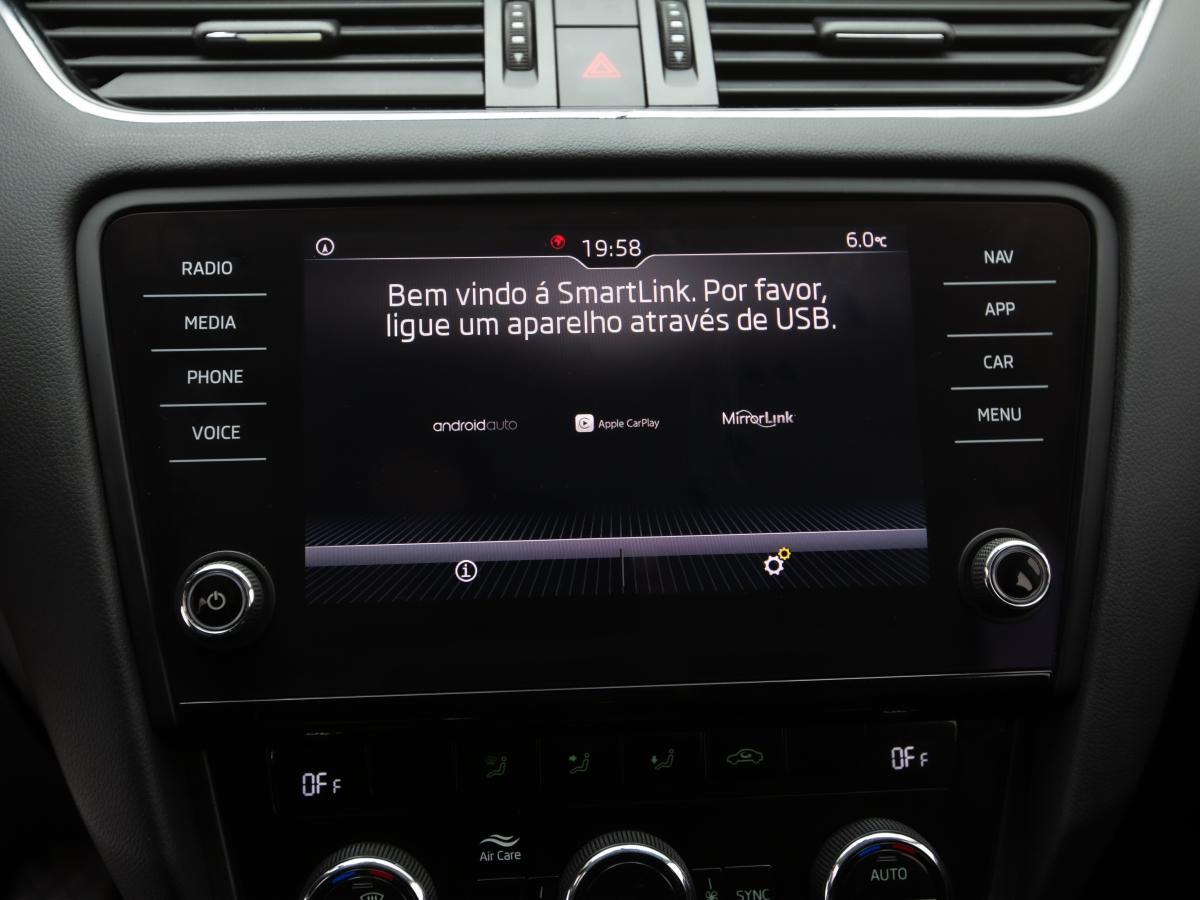 19:58
6.0°C
RADIO
MEDIA
PHONE
VOICE
Bem vindo á SmartLink. Por favor,
ligue um aparelho através de USB.
androidauto
Apple CarPlay
MirrorLink
NAV
APP
CAR
MENU
OFF
OFF
Air Care
SYNC
AUTO